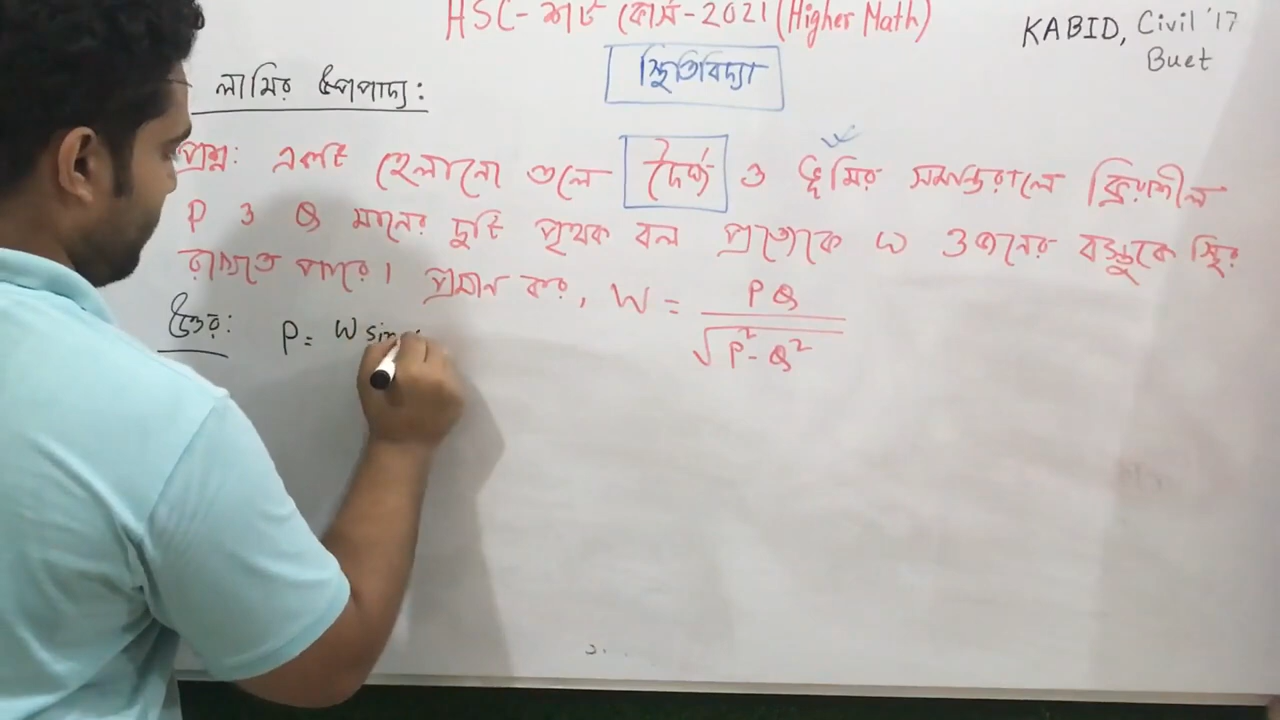 HSC- শর্ট কোর্স-2021 (Higher Math)
KABID, Civil '17
Buet
স্থিতিবিদ্যা
লামির উপপাদ্য:
প্রশ্ন: একটি হেলানো তলে দৈর্ঘ্য ও ভূমির সমান্তরালে ক্রিয়াশীল
P ও Q মানের দুটি পৃথক বল প্রত্যেকে W ওজনের বস্তুকে স্থির
রাখতে পারে। প্রমাণ কর, W = PQ / √P²- Q²
উত্তর: P = W sin